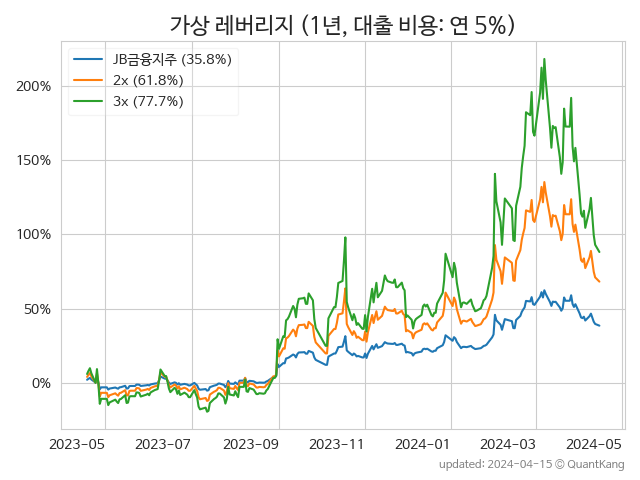 가상 레버리지 (1년, 대출 비용: 연 5%)
JB금융지주 (35.8%)
2x (61.8%)
3x (77.7%)
200%
150%
100%
50%
0%
2023-05 2023-07 2023-09 2023-11 2024-01 2024-03 2024-05
updated: 2024-04-15 © QuantKang